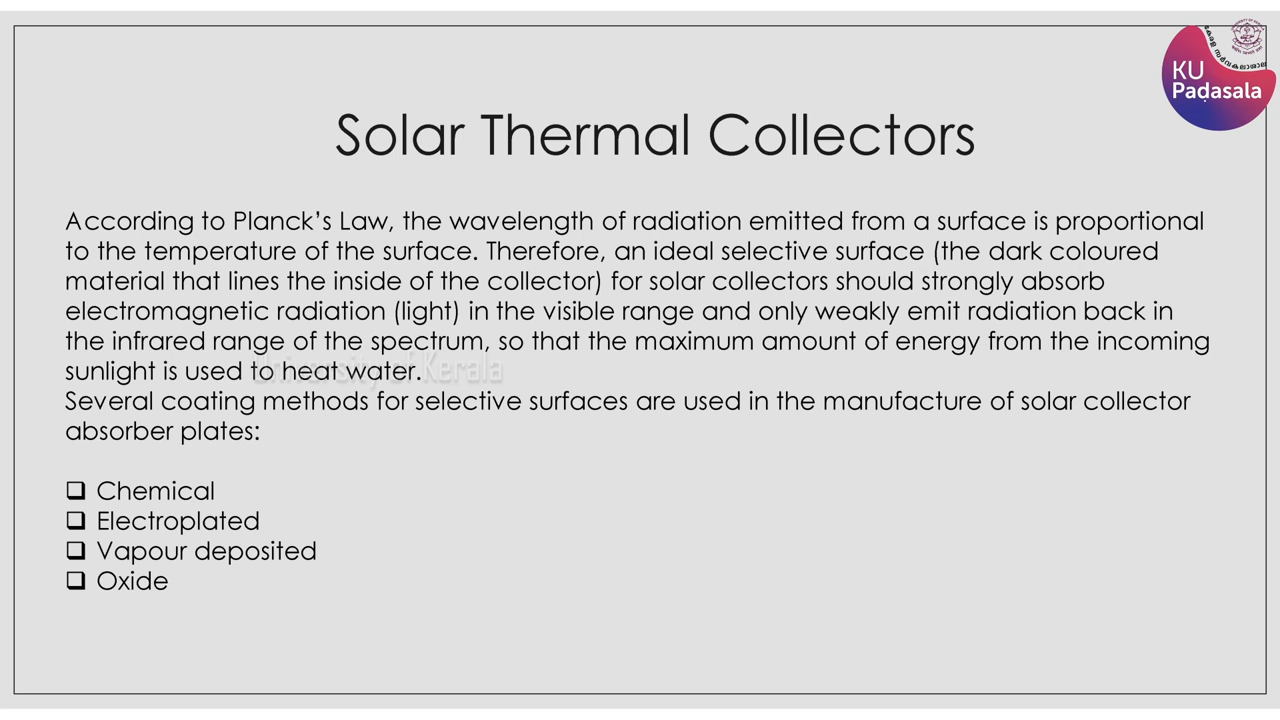 കേരള സർവകലാശാല
KU
Paḍasala
Solar Thermal Collectors
According to Planck's Law, the wavelength of radiation emitted from a surface is proportional
to the temperature of the surface. Therefore, an ideal selective surface (the dark coloured
material that lines the inside of the collector) for solar collectors should strongly absorb
electromagnetic radiation (light) in the visible range and only weakly emit radiation back in
the infrared range of the spectrum, so that the maximum amount of energy from the incoming
sunlight is used to heat water.
University of Kerala
Several coating methods for selective surfaces are used in the manufacture of solar collector
absorber plates:
❑ Chemical
❑ Electroplated
❑ Vapour deposited
❑ Oxide